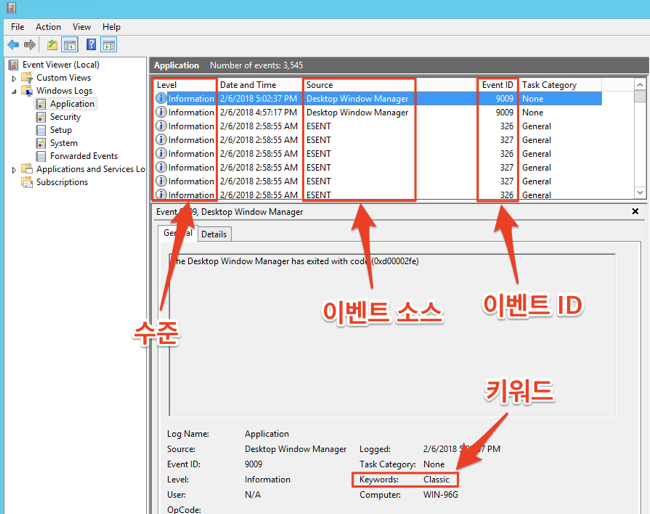 File Action View Help
Event Viewer (Local)
Custom Views
Windows Logs
Application
Security
Setup
System
Forwarded Events
Applications and Services Lo
Subscriptions
Application Number of events: 3,545
Level Date and Time Source Event ID Task Category
Information 2/6/2018 5:02:37 PM Desktop Window Manager 9009 None
Information 2/6/2018 4:57:17 PM Desktop Window Manager 9009 None
Information 2/6/2018 2:58:55 AM ESENT 326 General
Information 2/6/2018 2:58:55 AM ESENT 327 General
Information 2/6/2018 2:58:55 AM ESENT 326 General
Information 2/6/2018 2:58:55 AM ESENT 327 General
Information 2/6/2018 2:58:55 AM ESENT 327 General
Information 2/6/2018 2:58:55 AM ESENT 326 General
Event 9009, Desktop Window Manager
General Details
The Desktop Window Manager has exited with code (0xd00002fe)
수준
이벤트 소스
이벤트 ID
키워드
Log Name: Application
Source: Desktop Window Manager Logged: 2/6/2018 PM
Event ID: 9009 Task Category: None
Level: Information Keywords: Classic
User: N/A Computer: WIN-96G
OpCode: